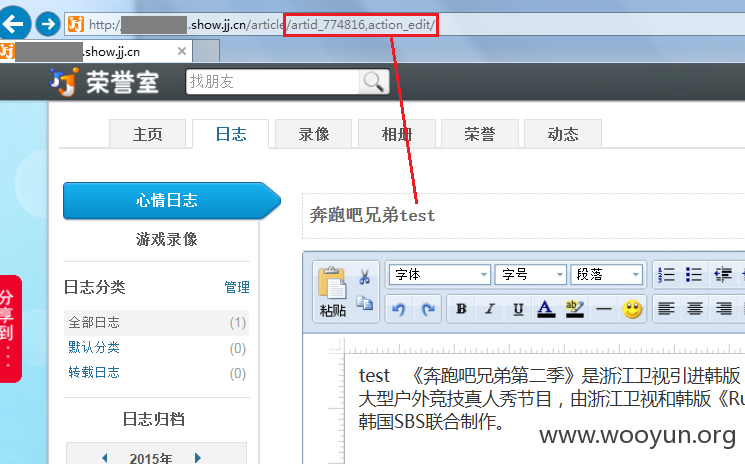 http:// .show.jj.cn/article/artid_774816,action_edit/
.show.jj.cn ×
JJ 荣誉室 找朋友
主页 日志 录像 相册 荣誉 动态
心情日志
游戏录像
日志分类 管理
全部日志 (1)
默认分类 (0)
转载日志 (0)
日志归档
2015年
分享到:
奔跑吧兄弟test
粘贴 字体 字号 段落
B I U A ab
test 《奔跑吧兄弟第二季》是浙江卫视引进韩版
大型户外竞技真人秀节目，由浙江卫视和韩版《Ru
韩国SBS联合制作。
www.wooyun.org